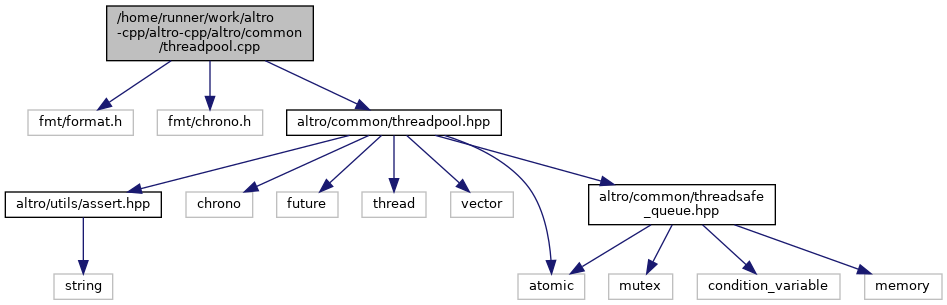 /home/runner/work/altro
-cpp/altro-cpp/altro/common
/threadpool.cpp
fmt/format.h
fmt/chrono.h
altro/common/threadpool.hpp
altro/utils/assert.hpp
chrono
future
thread
vector
altro/common/threadsafe
_queue.hpp
string
atomic
mutex
condition_variable
memory